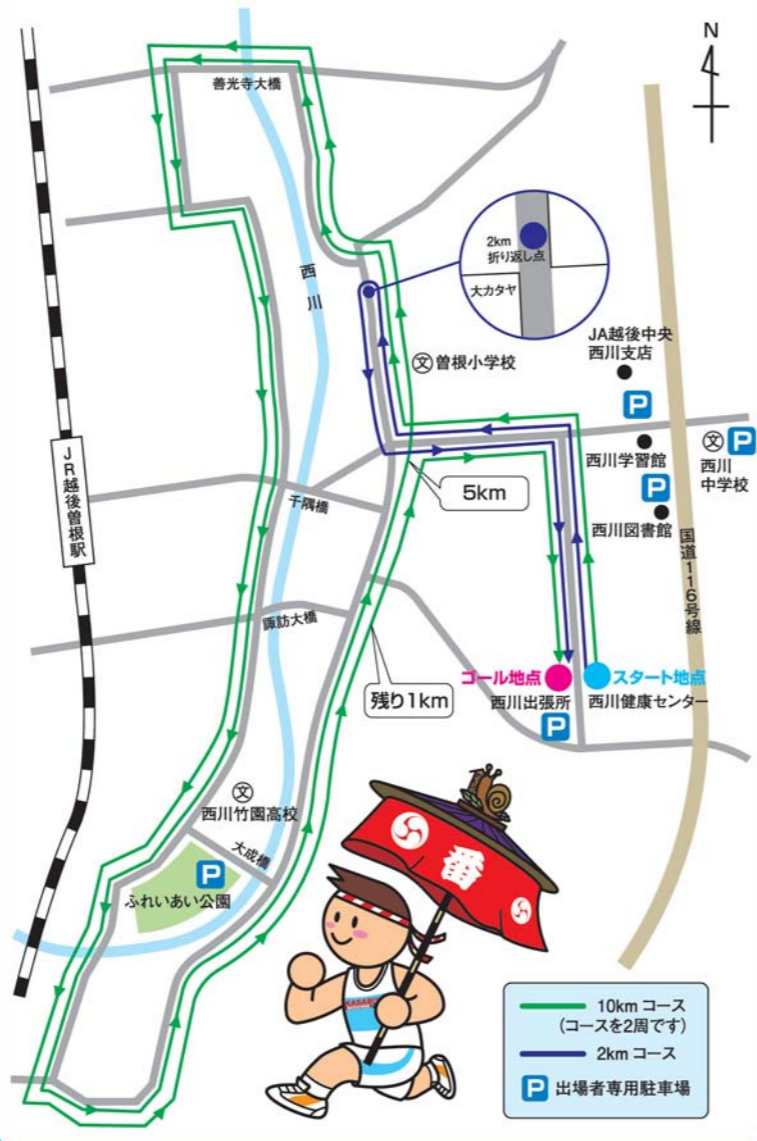 N
善光寺大橋
西川
2km
折り返し点
大カタヤ
JA越後中央
西川支店
P
文 曽根小学校
文 P
西川
中学校
西川学習館
P
西川図書館
JR越後曽根駅
5km
千隅橋
国道116号線
諏訪大橋
ゴール地点
スタート地点
西川出張所
西川健康センター
P
残り1km
文
西川竹園高校
大成橋
P
ふれいあい公園
一番
10km コース
(コースを2周です)
2km コース
P 出場者専用駐車場